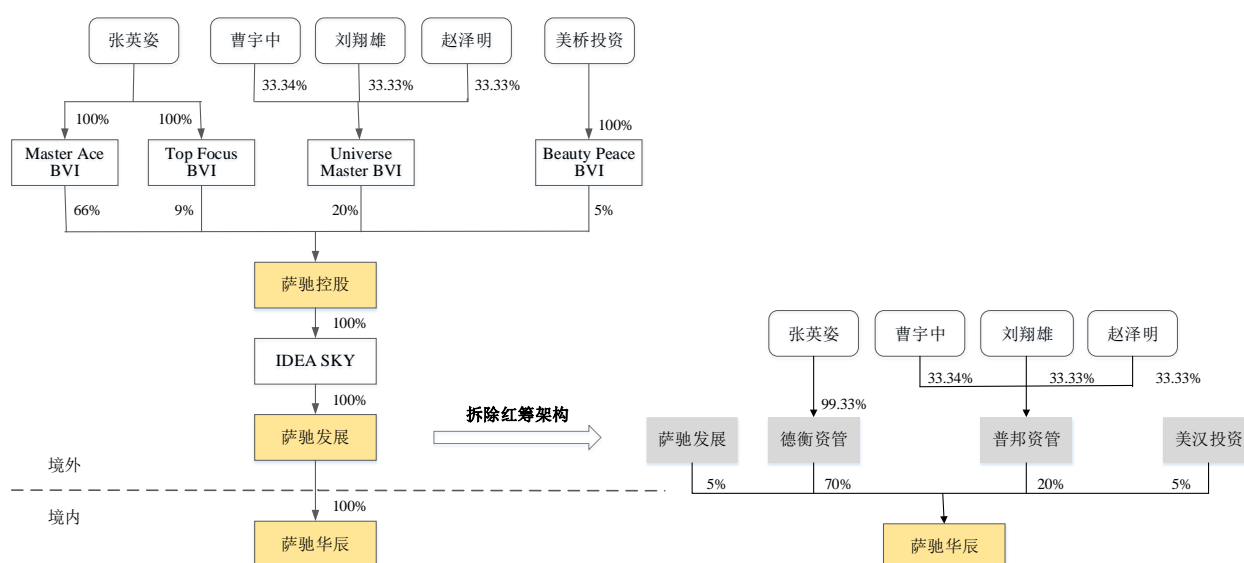 张英姿
曹宇中
刘翔雄
赵泽明
美桥投资
33.34%
33.33%
33.33%
100%
100%
100%
Master Ace
BVI
Top Focus
BVI
Universe
Master BVI
Beauty Peace
BVI
66%
9%
20%
5%
萨驰控股
100%
IDEA SKY
100%
萨驰发展
境外
100%
境内
萨驰华辰
拆除红筹架构
张英姿
曹宇中
刘翔雄
赵泽明
33.34%
33.33%
33.33%
99.33%
萨驰发展
德衡资管
普邦资管
美汉投资
5%
70%
20%
5%
萨驰华辰